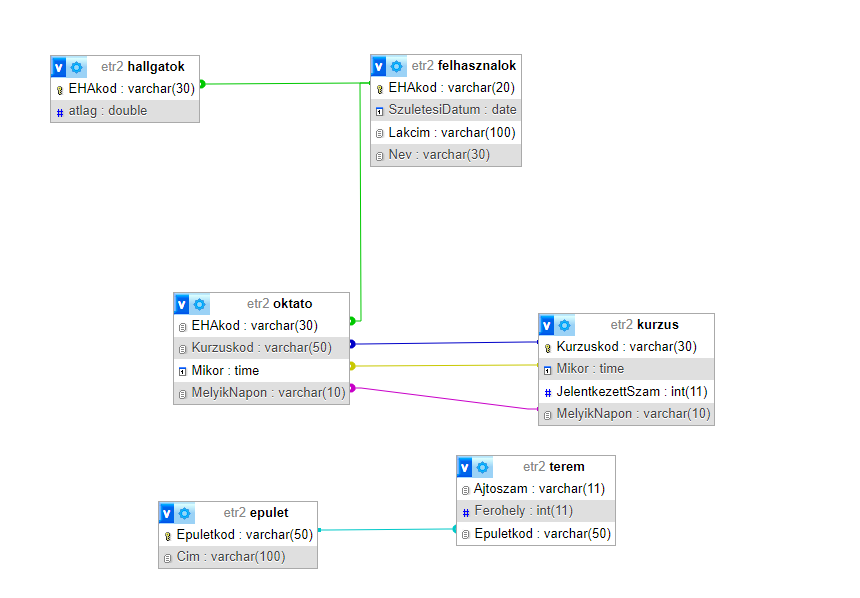 v etr2 hallgatok
EHAkod : varchar(30)
# atlag : double
v etr2 felhasznalok
EHAkod : varchar(20)
SzuletesiDatum : date
Lakcim : varchar(100)
Nev : varchar(30)
v etr2 oktato
EHAkod : varchar(30)
Kurzuskod : varchar(50)
Mikor : time
MelyikNapon : varchar(10)
v etr2 kurzus
Kurzuskod : varchar(30)
Mikor : time
# JelentkezettSzam : int(11)
MelyikNapon : varchar(10)
v etr2 terem
Ajtoszam : varchar(11)
# Ferohely : int(11)
Epuletkod : varchar(50)
v etr2 epulet
Epuletkod : varchar(50)
Cim : varchar(100)